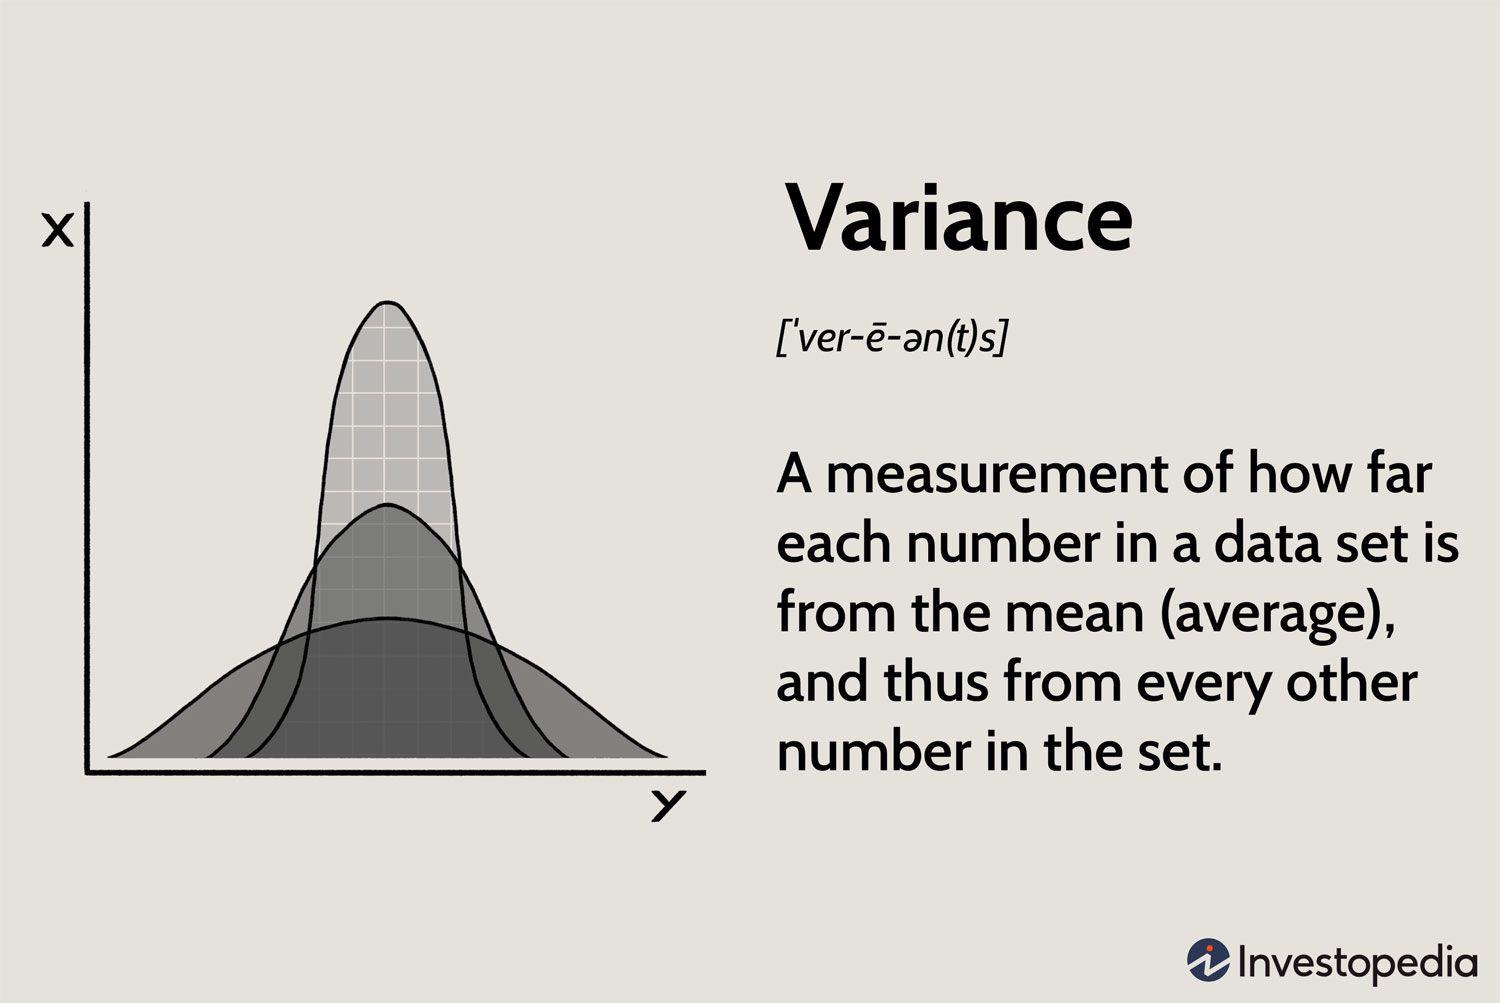 X
Variance
['ver-ē-ən(t)s]
A measurement of how far
each number in a data set is
from the mean (average),
and thus from every other
number in the set.
Y
Investopedia